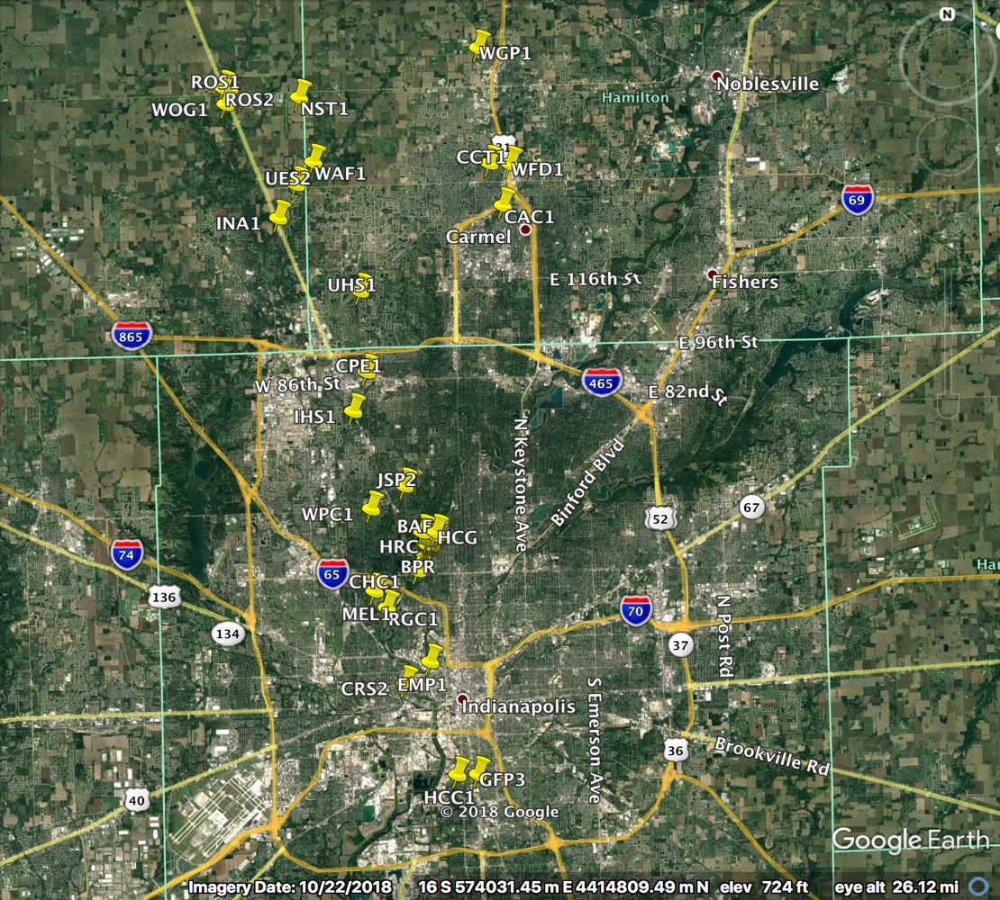 N
WGP1
ROS1
ROS2
WOG1
NST1
Noblesville
Hamilton
31
CCT1
WFD1
UES2
WAF1
69
INA1
CAC1
Carmel
UHS1
E 116th St
Fishers
865
E 96th St
CPE1
W 86th St
465
E 82nd St
IHS1
N Keystone Ave
Binford Blvd
JSP2
WPC1
67
52
BAF
HCG
HRC
74
BPR
65
CHC1
136
MEL1
RGC1
70
N Post Rd
134
37
EMP1
CRS2
Indianapolis
S Emerson Ave
36
Brookville Rd
GFP3
HCC1
40
© 2018 Google
Google Earth
Imagery Date: 10/22/2018 16 S 574031.45 m E 4414809.49 m N elev 724 ft eye alt 26.12 mi